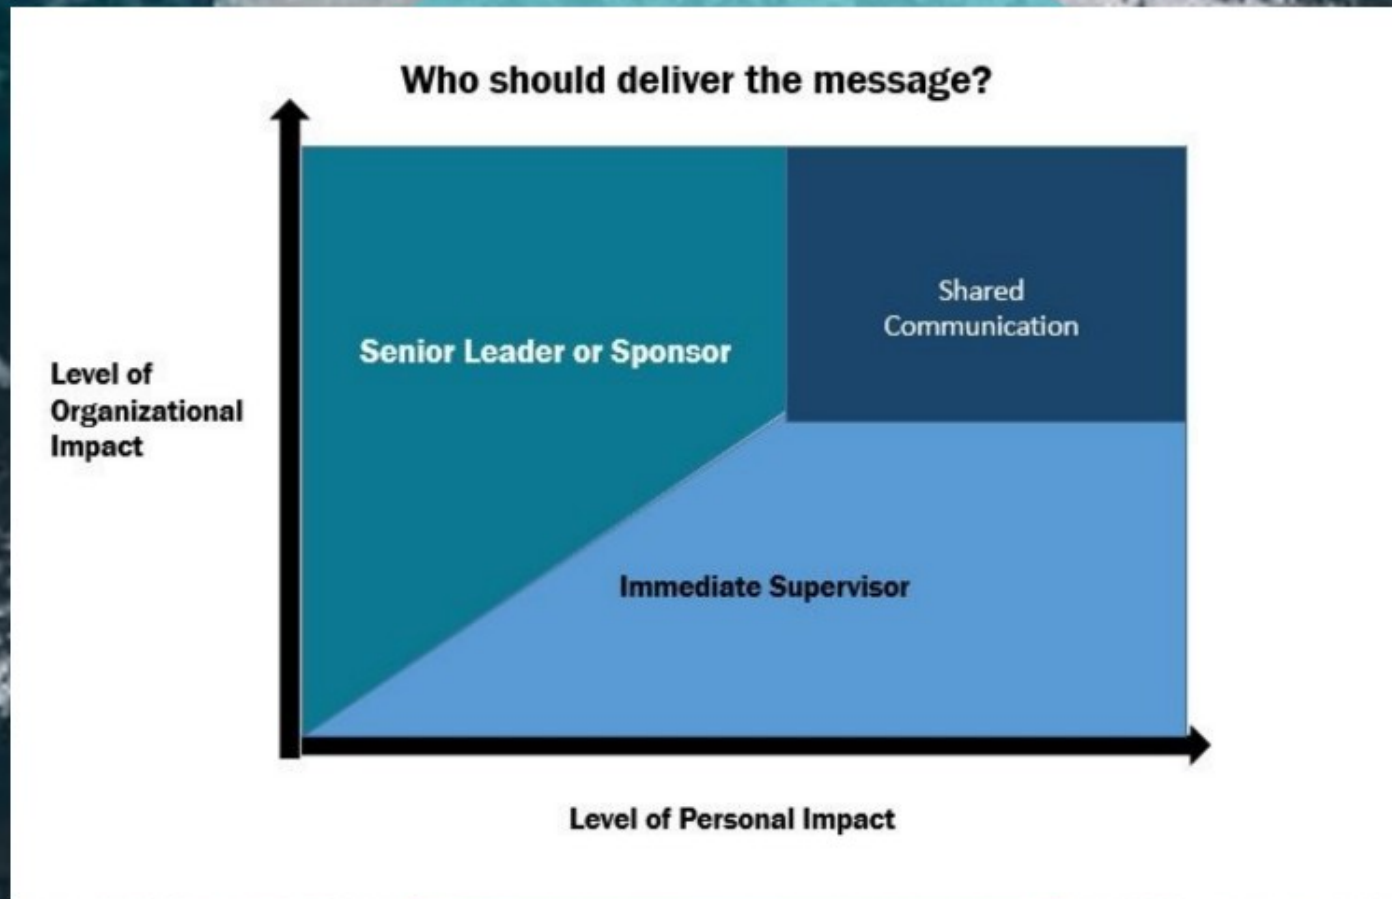 Who should deliver the message?
Shared
Communication
Senior Leader or Sponsor
Level of
Organizational
Impact
Immediate Supervisor
Level of Personal Impact